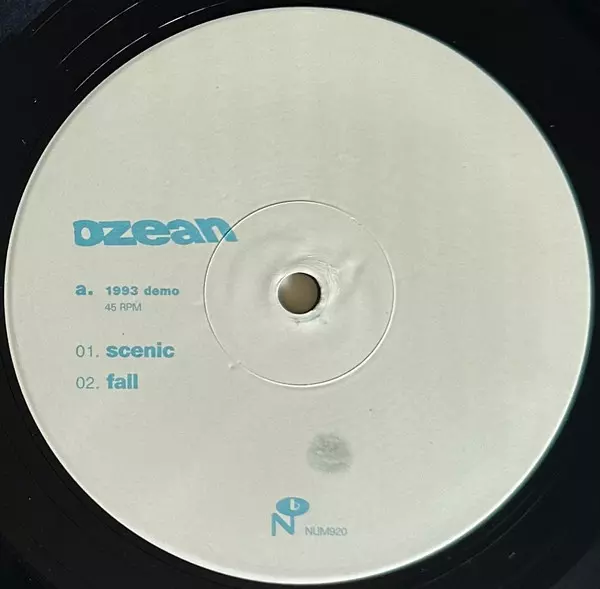 ozean
a. 1993 demo
45 RPM
01. scenic
02. fall
N b
NUM920